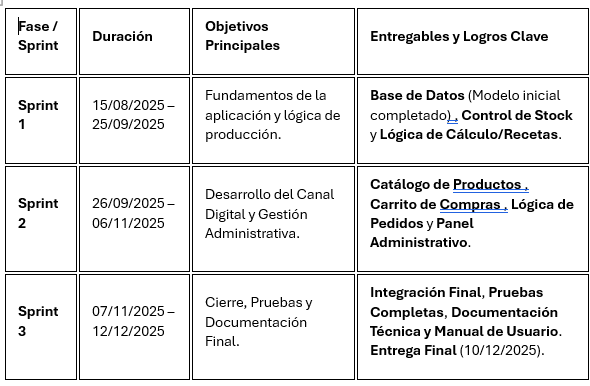 Fase /
Sprint
Duración
Objetivos
Principales
Entregables y Logros Clave
Sprint
1
15/08/2025 –
25/09/2025
Fundamentos de la
aplicación y lógica de
producción.
Base de Datos (Modelo inicial
completado) , Control de Stock
y Lógica de Cálculo/Recetas.
Sprint
2
26/09/2025 –
06/11/2025
Desarrollo del Canal
Digital y Gestión
Administrativa.
Catálogo de Productos ,
Carrito de Compras , Lógica de
Pedidos y Panel
Administrativo.
Sprint
3
07/11/2025 –
12/12/2025
Cierre, Pruebas y
Documentación
Final.
Integración Final, Pruebas
Completas, Documentación
Técnica y Manual de Usuario.
Entrega Final (10/12/2025).